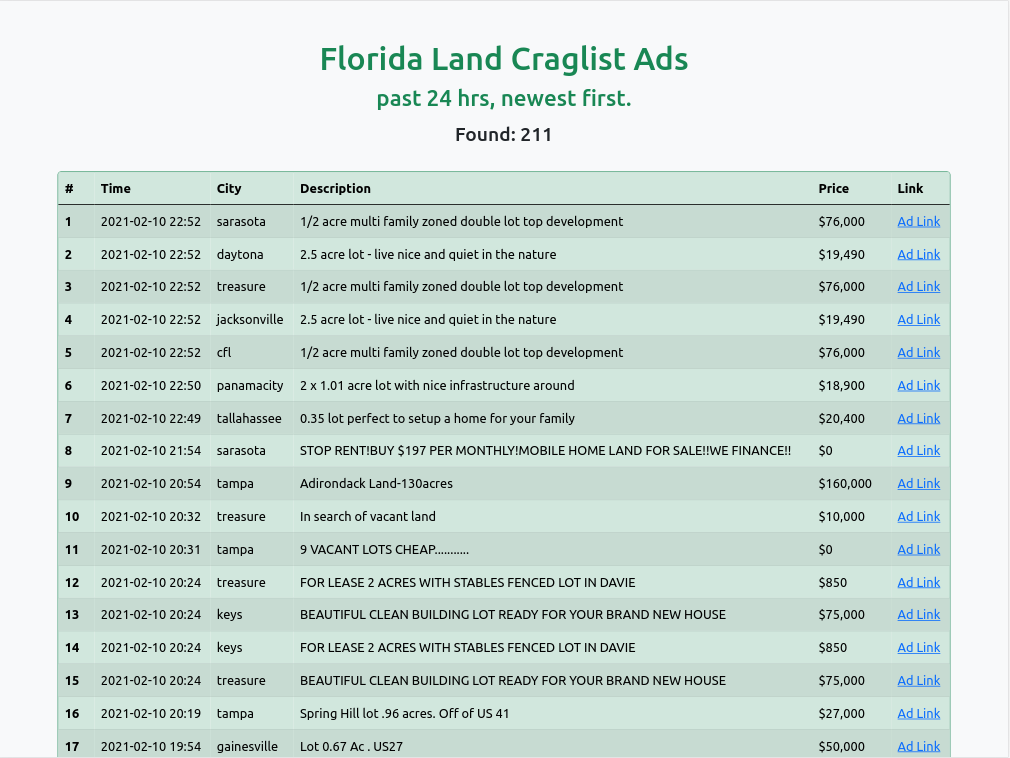 Florida Land Craglist Ads
past 24 hrs, newest first.
Found: 211
# Time City Description Price Link
1 2021-02-10 22:52 sarasota 1/2 acre multi family zoned double lot top development $76,000 Ad Link
2 2021-02-10 22:52 daytona 2.5 acre lot - live nice and quiet in the nature $19,490 Ad Link
3 2021-02-10 22:52 treasure 1/2 acre multi family zoned double lot top development $76,000 Ad Link
4 2021-02-10 22:52 jacksonville 2.5 acre lot - live nice and quiet in the nature $19,490 Ad Link
5 2021-02-10 22:52 cfl 1/2 acre multi family zoned double lot top development $76,000 Ad Link
6 2021-02-10 22:50 panamacity 2 x 1.01 acre lot with nice infrastructure around $18,900 Ad Link
7 2021-02-10 22:49 tallahassee 0.35 lot perfect to setup a home for your family $20,400 Ad Link
8 2021-02-10 21:54 sarasota STOP RENT!BUY $197 PER MONTHLY!MOBILE HOME LAND FOR SALE!!WE FINANCE!! $0 Ad Link
9 2021-02-10 20:54 tampa Adirondack Land-130acres $160,000 Ad Link
10 2021-02-10 20:32 treasure In search of vacant land $10,000 Ad Link
11 2021-02-10 20:31 tampa 9 VACANT LOTS CHEAP........... $0 Ad Link
12 2021-02-10 20:24 treasure FOR LEASE 2 ACRES WITH STABLES FENCED LOT IN DAVIE $850 Ad Link
13 2021-02-10 20:24 keys BEAUTIFUL CLEAN BUILDING LOT READY FOR YOUR BRAND NEW HOUSE $75,000 Ad Link
14 2021-02-10 20:24 keys FOR LEASE 2 ACRES WITH STABLES FENCED LOT IN DAVIE $850 Ad Link
15 2021-02-10 20:24 treasure BEAUTIFUL CLEAN BUILDING LOT READY FOR YOUR BRAND NEW HOUSE $75,000 Ad Link
16 2021-02-10 20:19 tampa Spring Hill lot .96 acres. Off of US 41 $27,000 Ad Link
17 2021-02-10 19:54 gainesville Lot 0.67 Ac . US27 $50,000 Ad Link